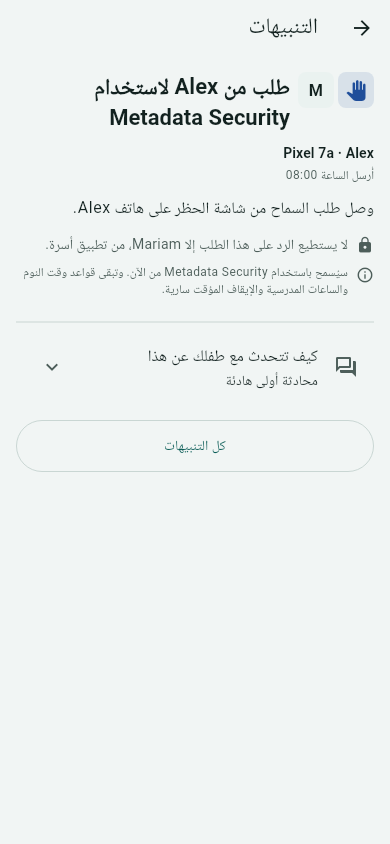 التنبيهات
M
طلب من Alex لاستخدام
Metadata Security
Pixel 7a · Alex
أرسل الساعة 08:00
وصل طلب السماح من شاشة الحظر على هاتف Alex.
لا يستطيع الرد على هذا الطلب إلا Mariam، من تطبيق أسرة.
سيُسمح باستخدام Metadata Security من الآن. وتبقى قواعد وقت النوم
والساعات المدرسية والإيقاف المؤقت سارية.
كيف تتحدث مع طفلك عن هذا
محادثة أولى هادئة
كل التنبيهات